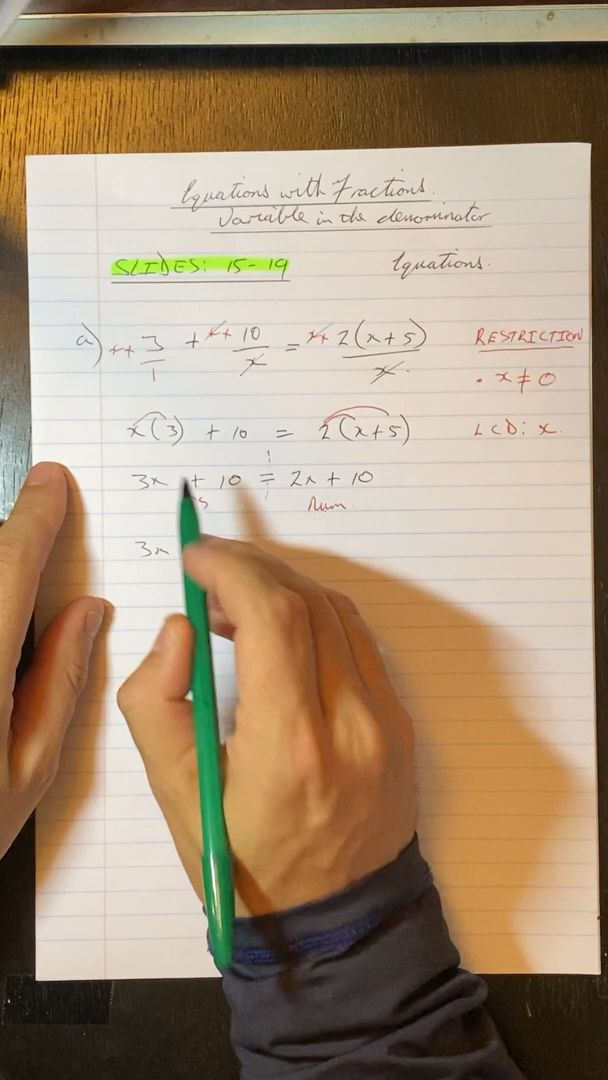 Equations with Fractions.
Variable in the denominator
SLIDES: 15-19 Equations.
a) x× 3/1 + x× 10/x = x× 2(x+5)/x RESTRICTION
• x ≠ 0
x(3) + 10 = 2(x+5) LCD: x.
3x + 10 = 2x + 10
Num
3x